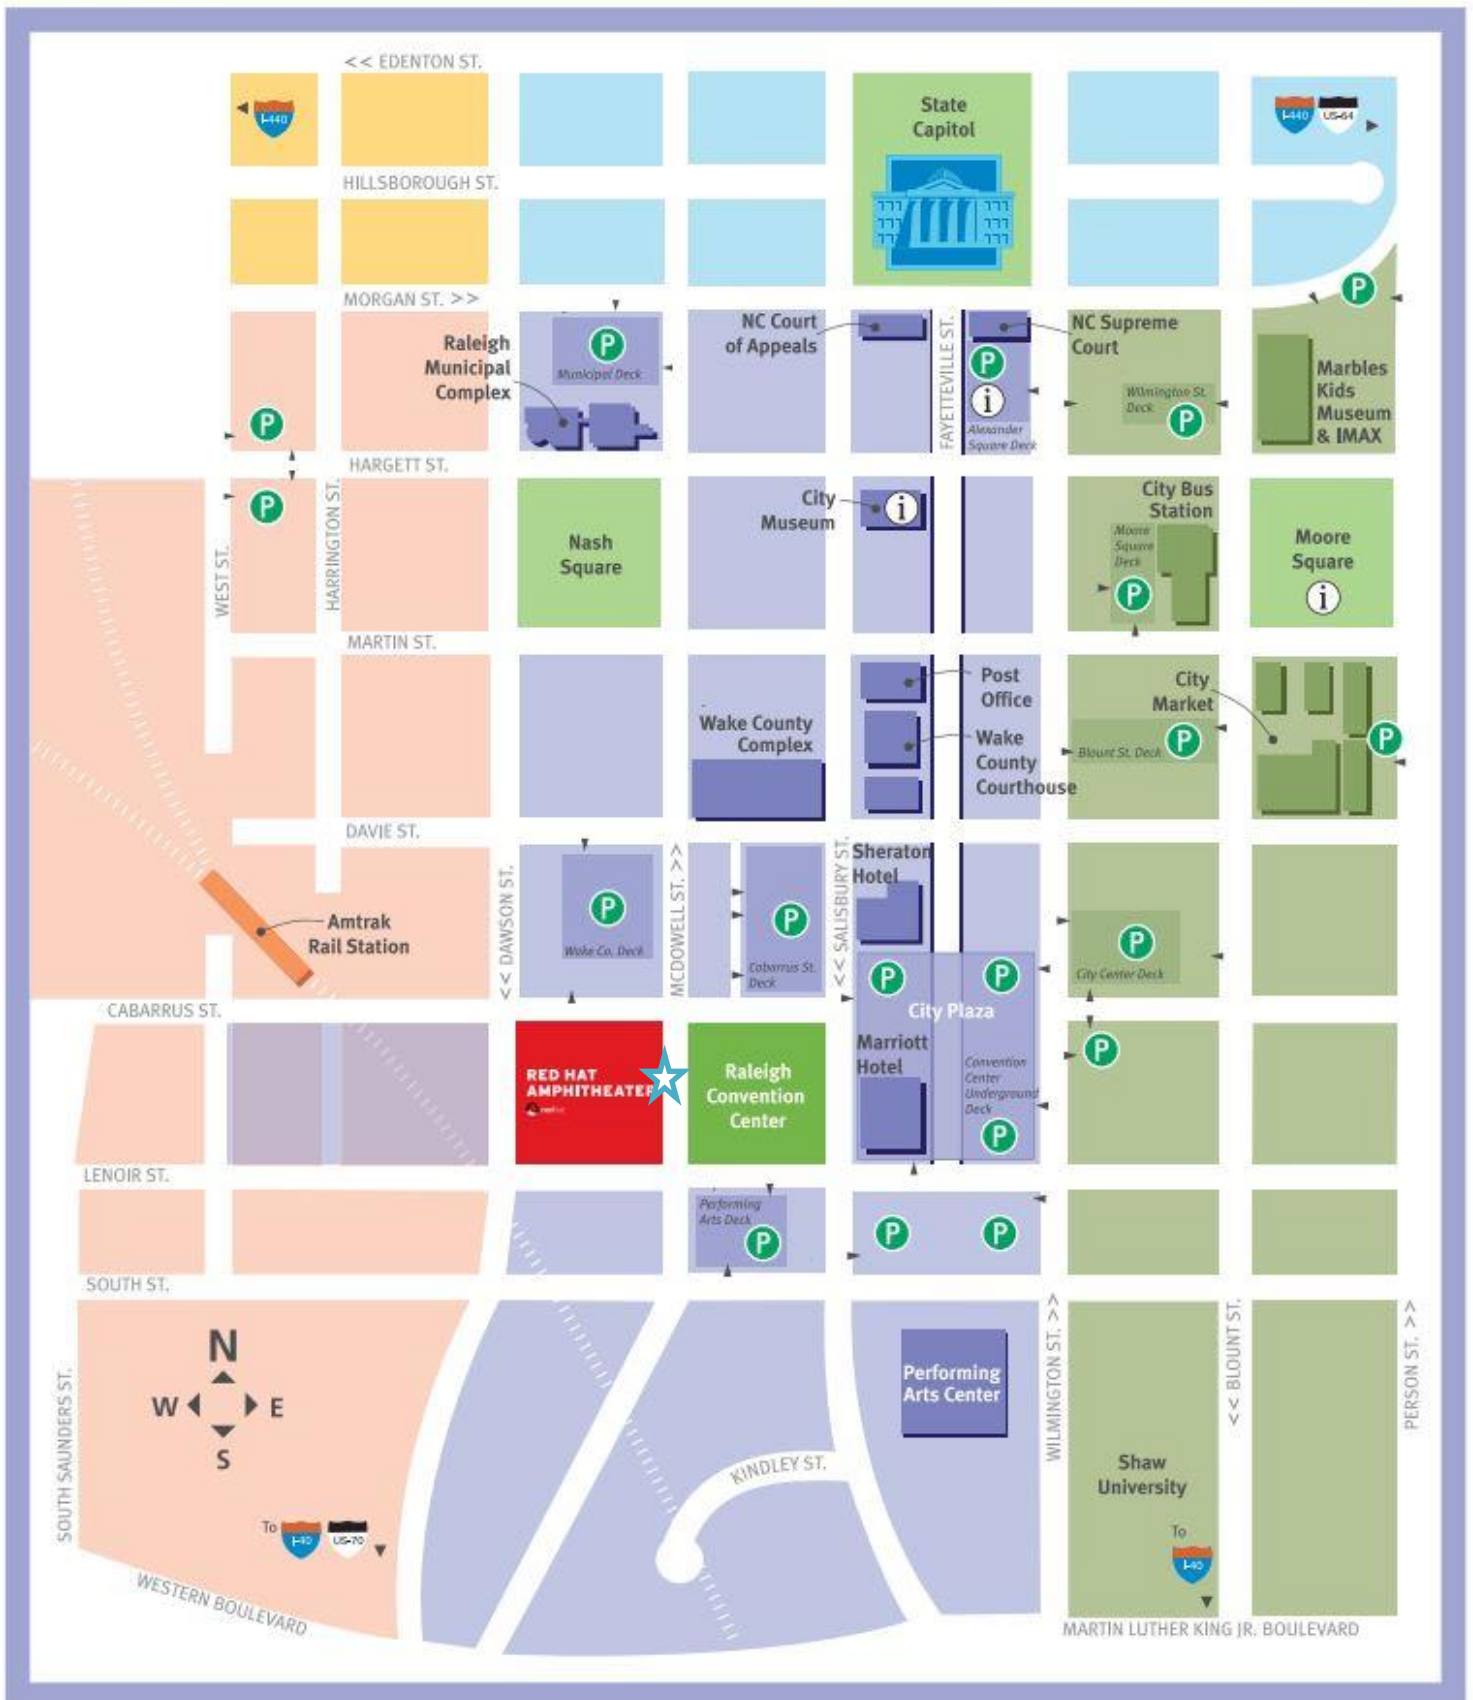 << EDENTON ST.
I-440
State
Capitol
I-440
US-64
HILLSBOROUGH ST.
MORGAN ST. >>
Raleigh
Municipal
Complex
P
Municipal Deck
NC Court
of Appeals
FAYETTEVILLE ST.
NC Supreme
Court
P
i
Alexander
Square Deck
Wilmington St.
Deck
P
P
Marbles
Kids
Museum
& IMAX
P
HARGETT ST.
P
WEST ST.
HARRINGTON ST.
Nash
Square
City
Museum
i
City Bus
Station
Moore
Square
Deck
P
Moore
Square
i
MARTIN ST.
Wake County
Complex
Post
Office
Wake
County
Courthouse
Blount St. Deck
P
City
Market
P
DAVIE ST.
Amtrak
Rail Station
<< DAWSON ST.
P
Wake Co. Deck
MCDOWELL ST. >>
P
Cabarrus St.
Deck
<< SALISBURY ST.
Sheraton
Hotel
P
P
City Plaza
P
City Center Deck
CABARRUS ST.
RED HAT
AMPHITHEATER
Raleigh
Convention
Center
Marriott
Hotel
Convention
Center
Underground
Deck
P
P
LENOIR ST.
Performing
Arts Deck
P
P
P
SOUTH ST.
N
W
E
S
SOUTH SAUNDERS ST.
To
I-40
US-70
WESTERN BOULEVARD
KINDLEY ST.
Performing
Arts Center
WILMINGTON ST. >>
Shaw
University
To
I-40
<< BLOUNT ST.
PERSON ST. >>
MARTIN LUTHER KING JR. BOULEVARD